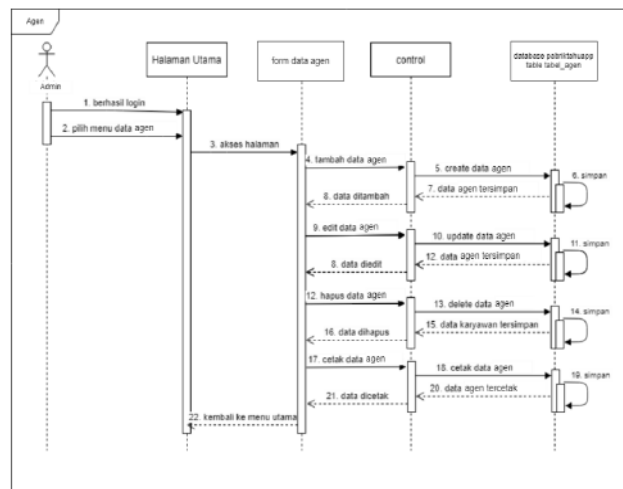 Agen
Halaman Utama
form data agen
control
database pabriktahuapp
table tabel_agen
Admin
1. berhasil login
2. pilih menu data agen
3. akses halaman
4. tambah data agen
5. create data agen
6. simpan
7. data agen tersimpan
8. data ditambah
9. edit data agen
10. update data agen
11. simpan
12. data agen tersimpan
8. data diedit
12. hapus data agen
13. delete data agen
14. simpan
15. data karyawan tersimpan
16. data dihapus
17. cetak data agen
18. cetak data agen
19. simpan
20. data agen tercetak
21. data dicetak
22. kembali ke menu utama